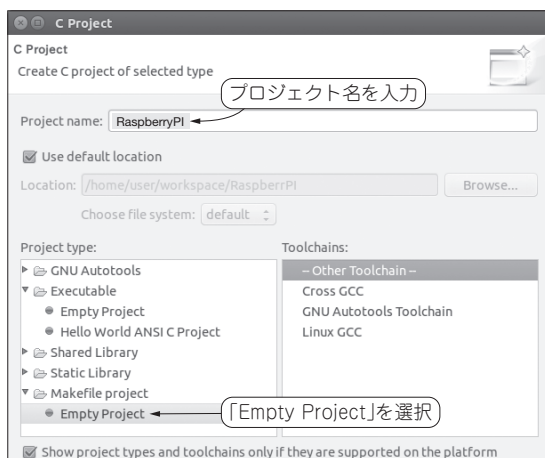 C Project
C Project
Create C project of selected type
プロジェクト名を入力
Project name: RaspberryPI
Use default location
Location: /home/user/workspace/RaspberrPI Browse...
Choose file system: default
Project type: Toolchains:
GNU Autotools -- Other Toolchain --
Executable Cross GCC
Empty Project GNU Autotools Toolchain
Hello World ANSI C Project Linux GCC
Shared Library
Static Library
Makefile project
Empty Project 「Empty Project」を選択
Show project types and toolchains only if they are supported on the platform